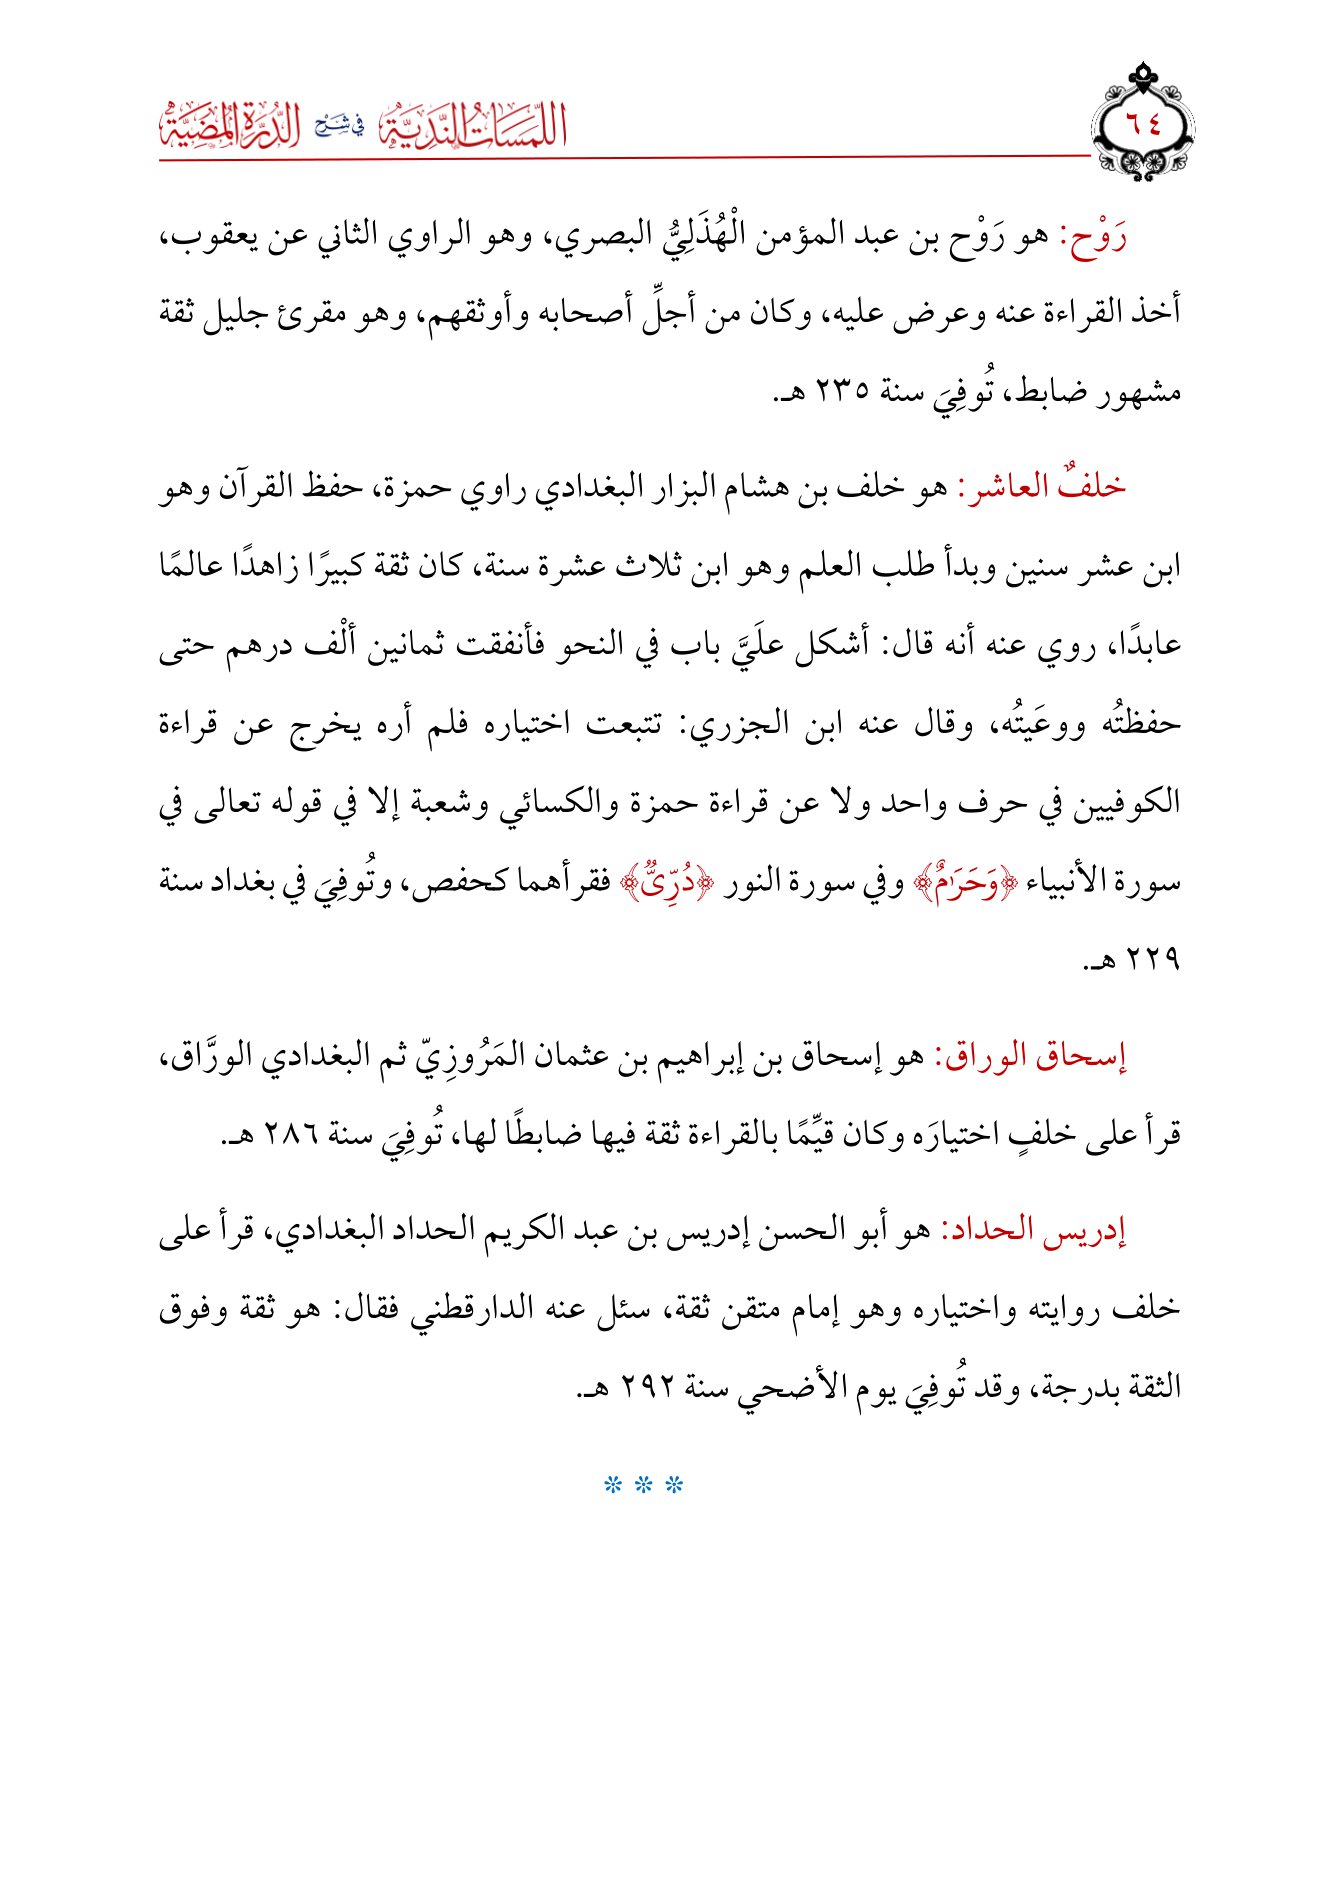 اللَّمَسَاتُ النَّدِيَّةُ فِي شَرْحِ الدُّرَّةِ الْمُضِيَّةِ
٦٤
رَوْح: هو رَوْح بن عبد المؤمن الْهُذَلِيُّ البصري، وهو الراوي الثاني عن يعقوب،
أخذ القراءة عنه وعرض عليه، وكان من أجلِّ أصحابه وأوثقهم، وهو مقرئ جليل ثقة
مشهور ضابط، تُوفِيَ سنة ٢٣٥ هـ.
خلفٌ العاشر: هو خلف بن هشام البزار البغدادي راوي حمزة، حفظ القرآن وهو
ابن عشر سنين وبدأ طلب العلم وهو ابن ثلاث عشرة سنة، كان ثقة كبيرًا زاهدًا عالمًا
عابدًا، روي عنه أنه قال: أشكل علَيَّ باب في النحو فأنفقت ثمانين ألْف درهم حتى
حفظتُه ووعَيتُه، وقال عنه ابن الجزري: تتبعت اختياره فلم أره يخرج عن قراءة
الكوفيين في حرف واحد ولا عن قراءة حمزة والكسائي وشعبة إلا في قوله تعالى في
سورة الأنبياء ﴿وَحَرَٰمٌ﴾ وفي سورة النور ﴿دُرِّىٌّ﴾ فقرأهما كحفص، وتُوفِيَ في بغداد سنة
٢٢٩ هـ.
إسحاق الوراق: هو إسحاق بن إبراهيم بن عثمان المَرُوزِيّ ثم البغدادي الورَّاق،
قرأ على خلفٍ اختيارَه وكان قيِّمًا بالقراءة ثقة فيها ضابطًا لها، تُوفِيَ سنة ٢٨٦ هـ.
إدريس الحداد: هو أبو الحسن إدريس بن عبد الكريم الحداد البغدادي، قرأ على
خلف روايته واختياره وهو إمام متقن ثقة، سئل عنه الدارقطني فقال: هو ثقة وفوق
الثقة بدرجة، وقد تُوفِيَ يوم الأضحي سنة ٢٩٢ هـ.
* * *